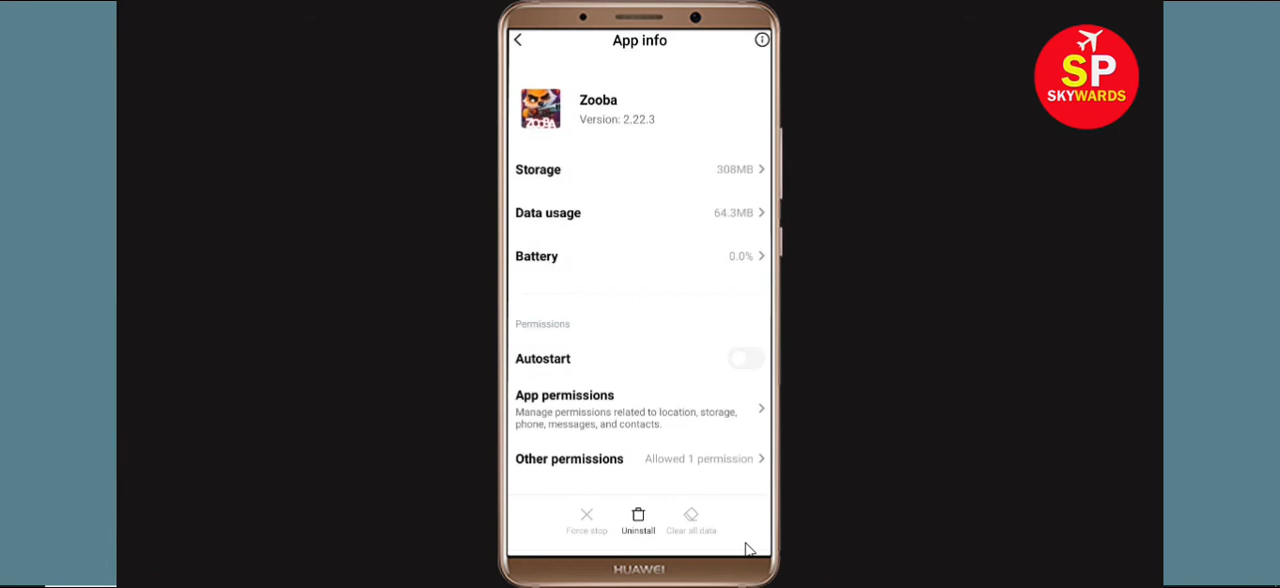 App info
SP
SKYWARDS
ZOOBA
Zooba
Version: 2.22.3
Storage 308MB
Data usage 64.3MB
Battery 0.0%
Permissions
Autostart
App permissions
Manage permissions related to location, storage,
phone, messages, and contacts.
Other permissions Allowed 1 permission
Force stop Uninstall Clear all data
HUAWEI